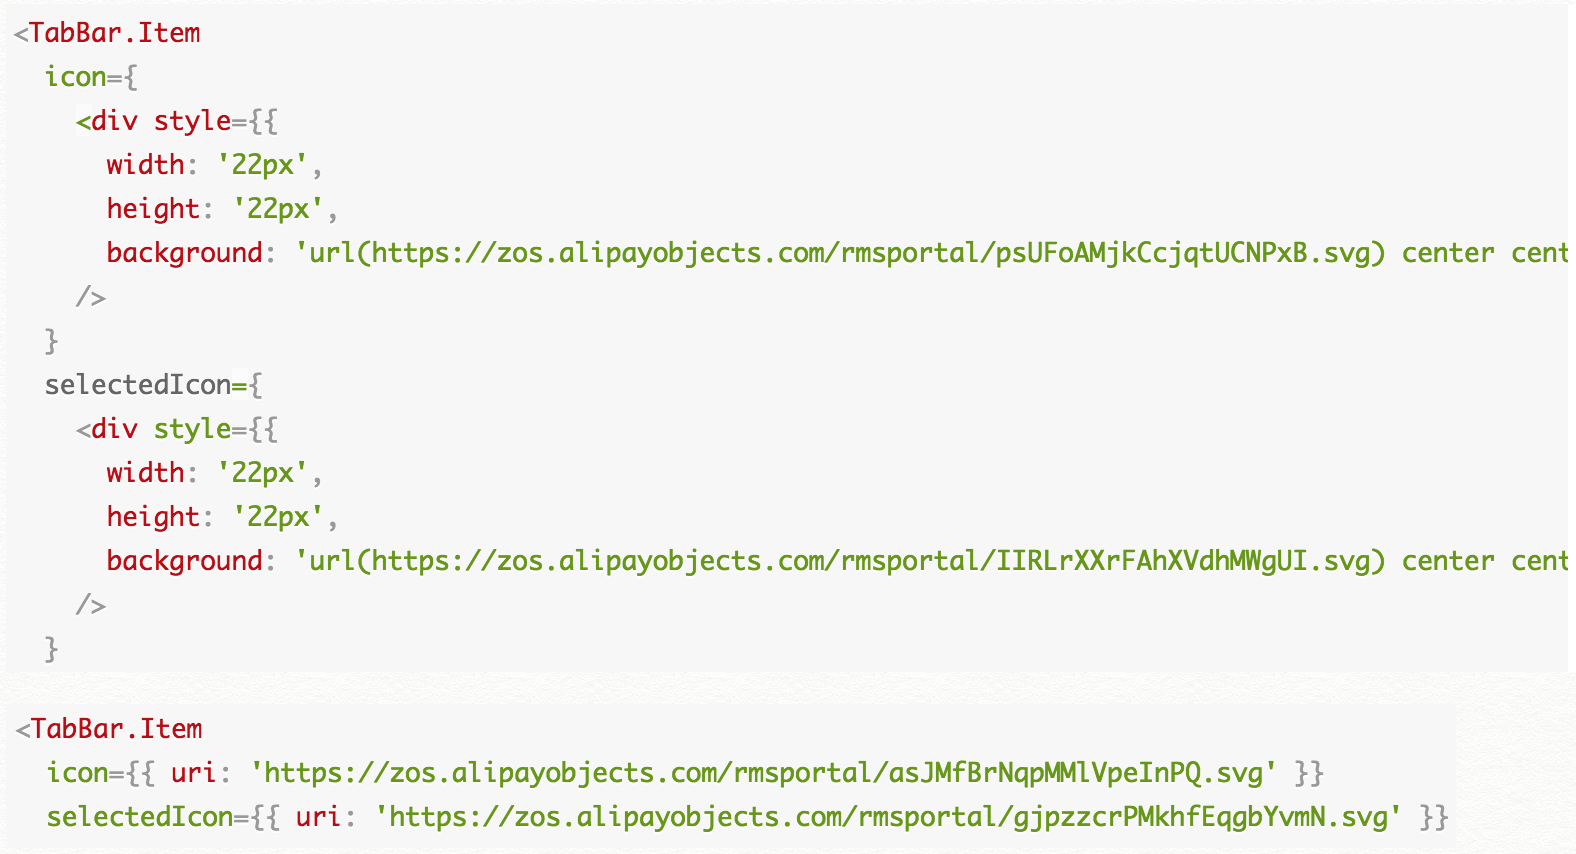 <TabBar.Item
icon={
<div style={{
width: '22px',
height: '22px',
background: 'url(https://zos.alipayobjects.com/rmsportal/psUFoAMjkCcjqtUCNPxB.svg) center cent
/>
}
selectedIcon={
<div style={{
width: '22px',
height: '22px',
background: 'url(https://zos.alipayobjects.com/rmsportal/IIRLrXXrFAhXVdhMWgUI.svg) center cent
/>
}
<TabBar.Item
icon={{ uri: 'https://zos.alipayobjects.com/rmsportal/asJMfBrNqpMMlVpeInPQ.svg' }}
selectedIcon={{ uri: 'https://zos.alipayobjects.com/rmsportal/gjpzzcrPMkhfEqgbYvmN.svg' }}